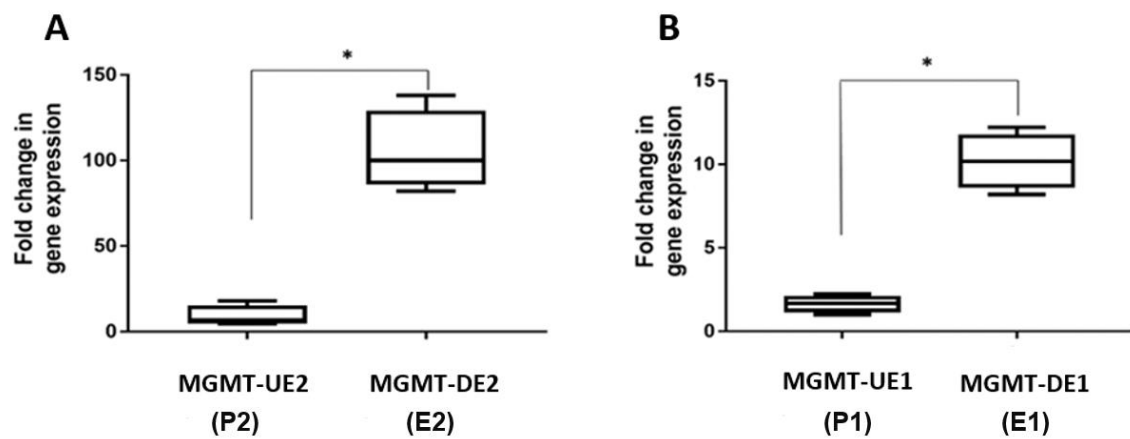 A
Fold change in
gene expression
150
100
50
0
*
MGMT-UE2
(P2)
MGMT-DE2
(E2)
B
Fold change in
gene expression
15
10
5
0
*
MGMT-UE1
(P1)
MGMT-DE1
(E1)